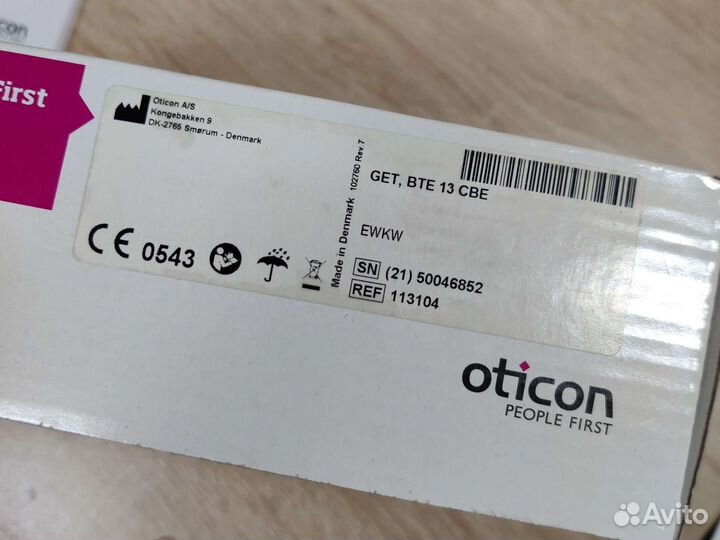 First
Oticon A/S
Kongebakken 9
DK-2765 Smørum - Denmark
CE 0543
Made in Denmark 102760 Rev.7
GET, BTE 13 CBE
EWKW
SN (21) 50046852
REF 113104
oticon
PEOPLE FIRST
Avito